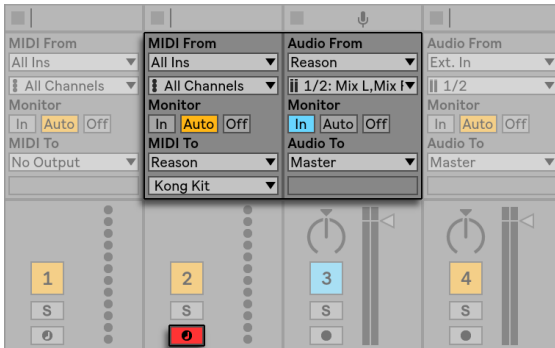 MIDI From
All Ins
All Channels
Monitor
In Auto Off
MIDI To
No Output
1
S
MIDI From
All Ins
All Channels
Monitor
In Auto Off
MIDI To
Reason
Kong Kit
2
S
Audio From
Reason
1/2: Mix L,Mix
Monitor
In Auto Off
Audio To
Master
3
S
Audio From
Ext. In
1/2
Monitor
In Auto Off
Audio To
Master
4
S